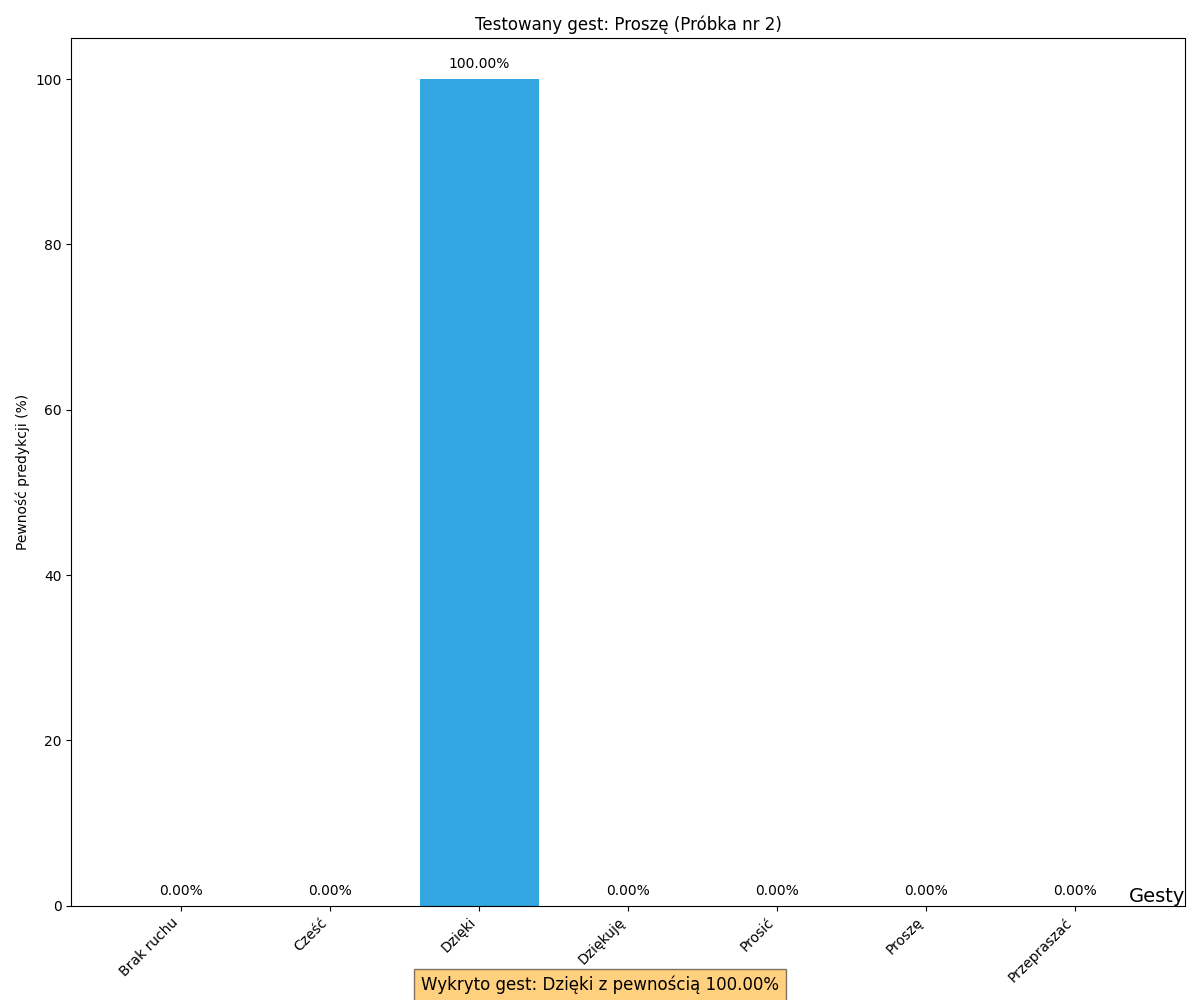 Testowany gest: Proszę (Próbka nr 2)
100.00%
100
80
60
40
20
0
Pewność predykcji (%)
0.00% 0.00% 0.00% 0.00% 0.00% 0.00%
Gesty
Brak ruchu Cześć Dzięki Dziękuję Prosić Proszę Przepraszać
Wykryto gest: Dzięki z pewnością 100.00%